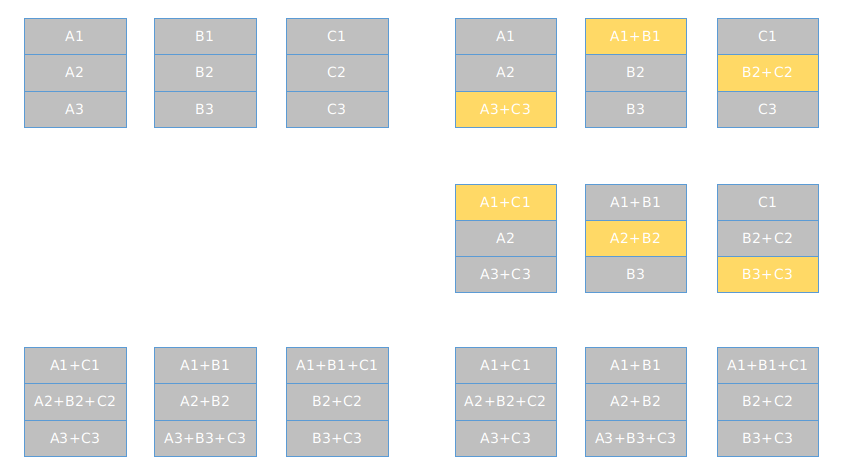 A1 B1 C1 A1 A1+B1 C1
A2 B2 C2 A2 B2 B2+C2
A3 B3 C3 A3+C3 B3 C3
A1+C1 A1+B1 C1
A2 A2+B2 B2+C2
A3+C3 B3 B3+C3
A1+C1 A1+B1 A1+B1+C1 A1+C1 A1+B1 A1+B1+C1
A2+B2+C2 A2+B2 B2+C2 A2+B2+C2 A2+B2 B2+C2
A3+C3 A3+B3+C3 B3+C3 A3+C3 A3+B3+C3 B3+C3